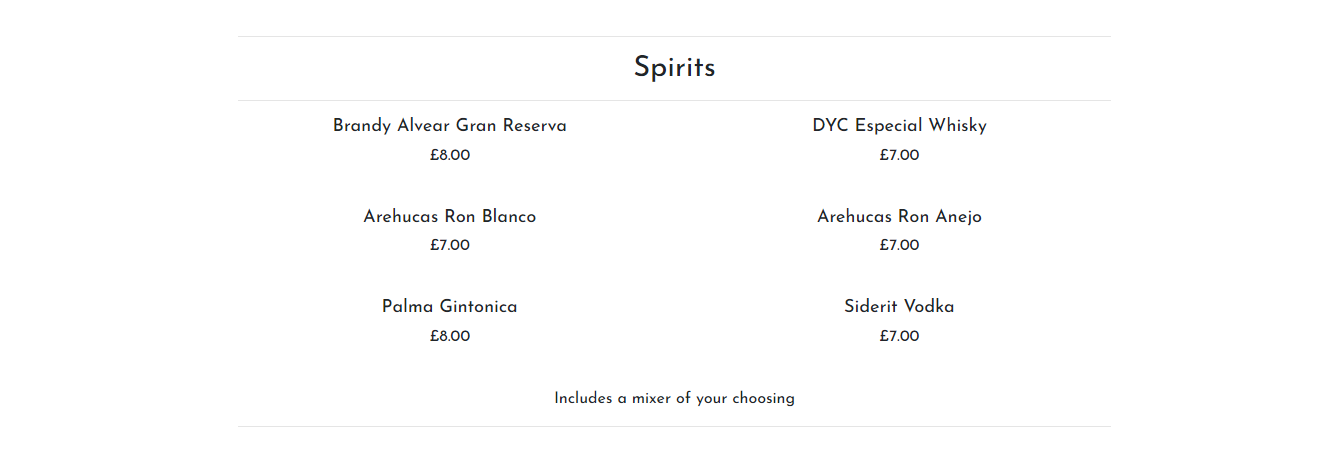 Spirits
Brandy Alvear Gran Reserva
£8.00
DYC Especial Whisky
£7.00
Arehucas Ron Blanco
£7.00
Arehucas Ron Anejo
£7.00
Palma Gintonica
£8.00
Siderit Vodka
£7.00
Includes a mixer of your choosing